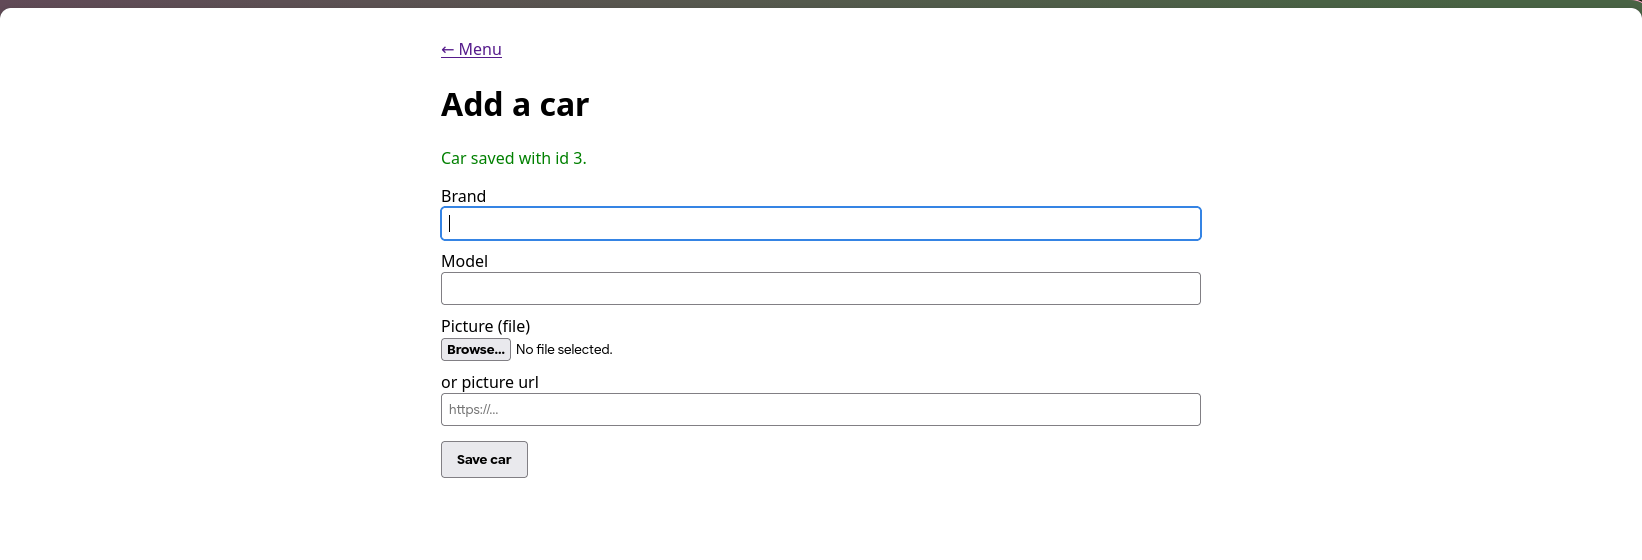 ← Menu
Add a car
Car saved with id 3.
Brand
Model
Picture (file)
Browse... No file selected.
or picture url
https://...
Save car